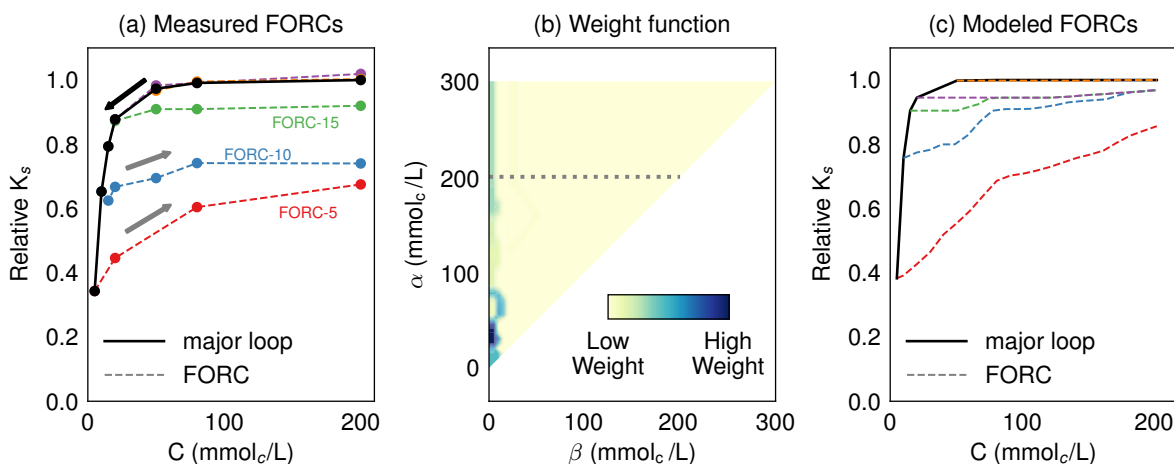 (a) Measured FORCs
Relative Kₛ
1.0
0.8
0.6
0.4
0.2
0.0
FORC-15
FORC-10
FORC-5
major loop
FORC
0
100
200
C (mmol𝑐/L)
(b) Weight function
α (mmol𝑐/L)
300
200
100
0
Low
Weight
High
Weight
0
100
200
300
β (mmol𝑐/L)
(c) Modeled FORCs
Relative Kₛ
1.0
0.8
0.6
0.4
0.2
0.0
major loop
FORC
0
100
200
C (mmol𝑐/L)